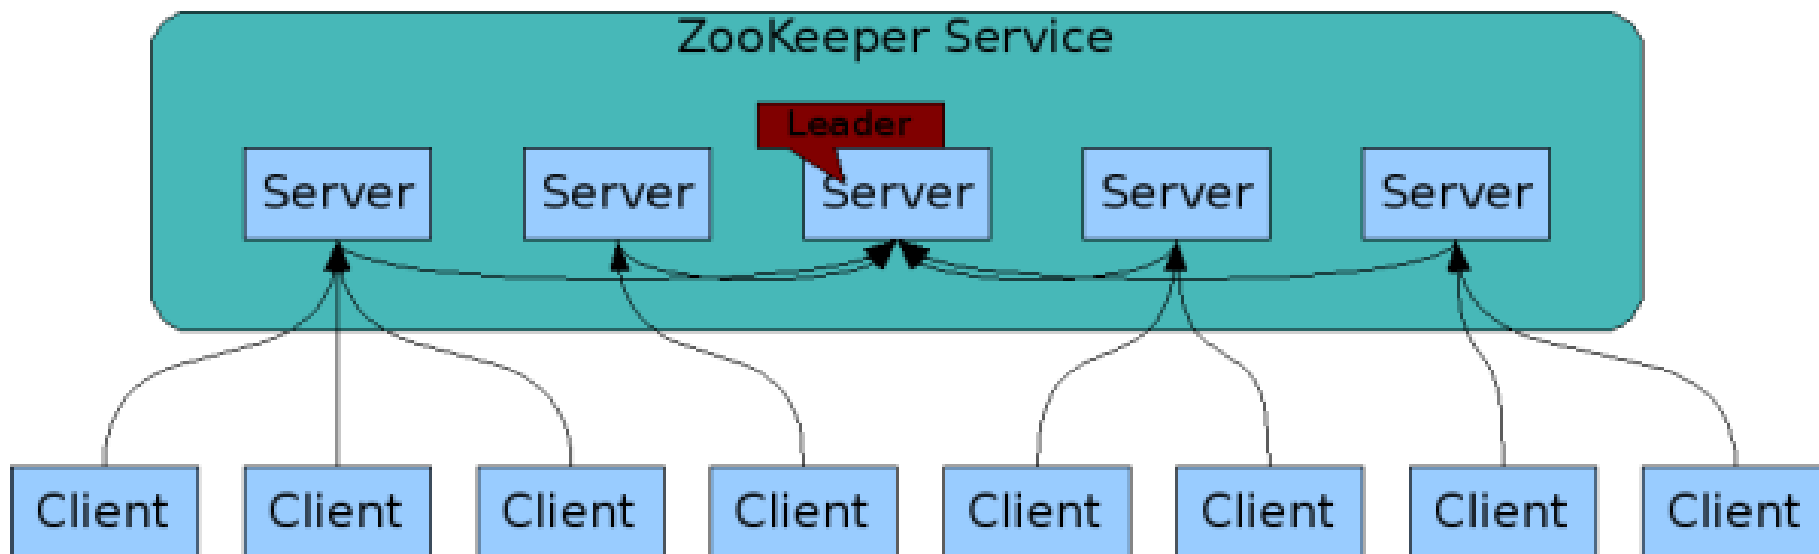 ZooKeeper Service
Leader
Server Server Server Server Server
Client Client Client Client Client Client Client Client